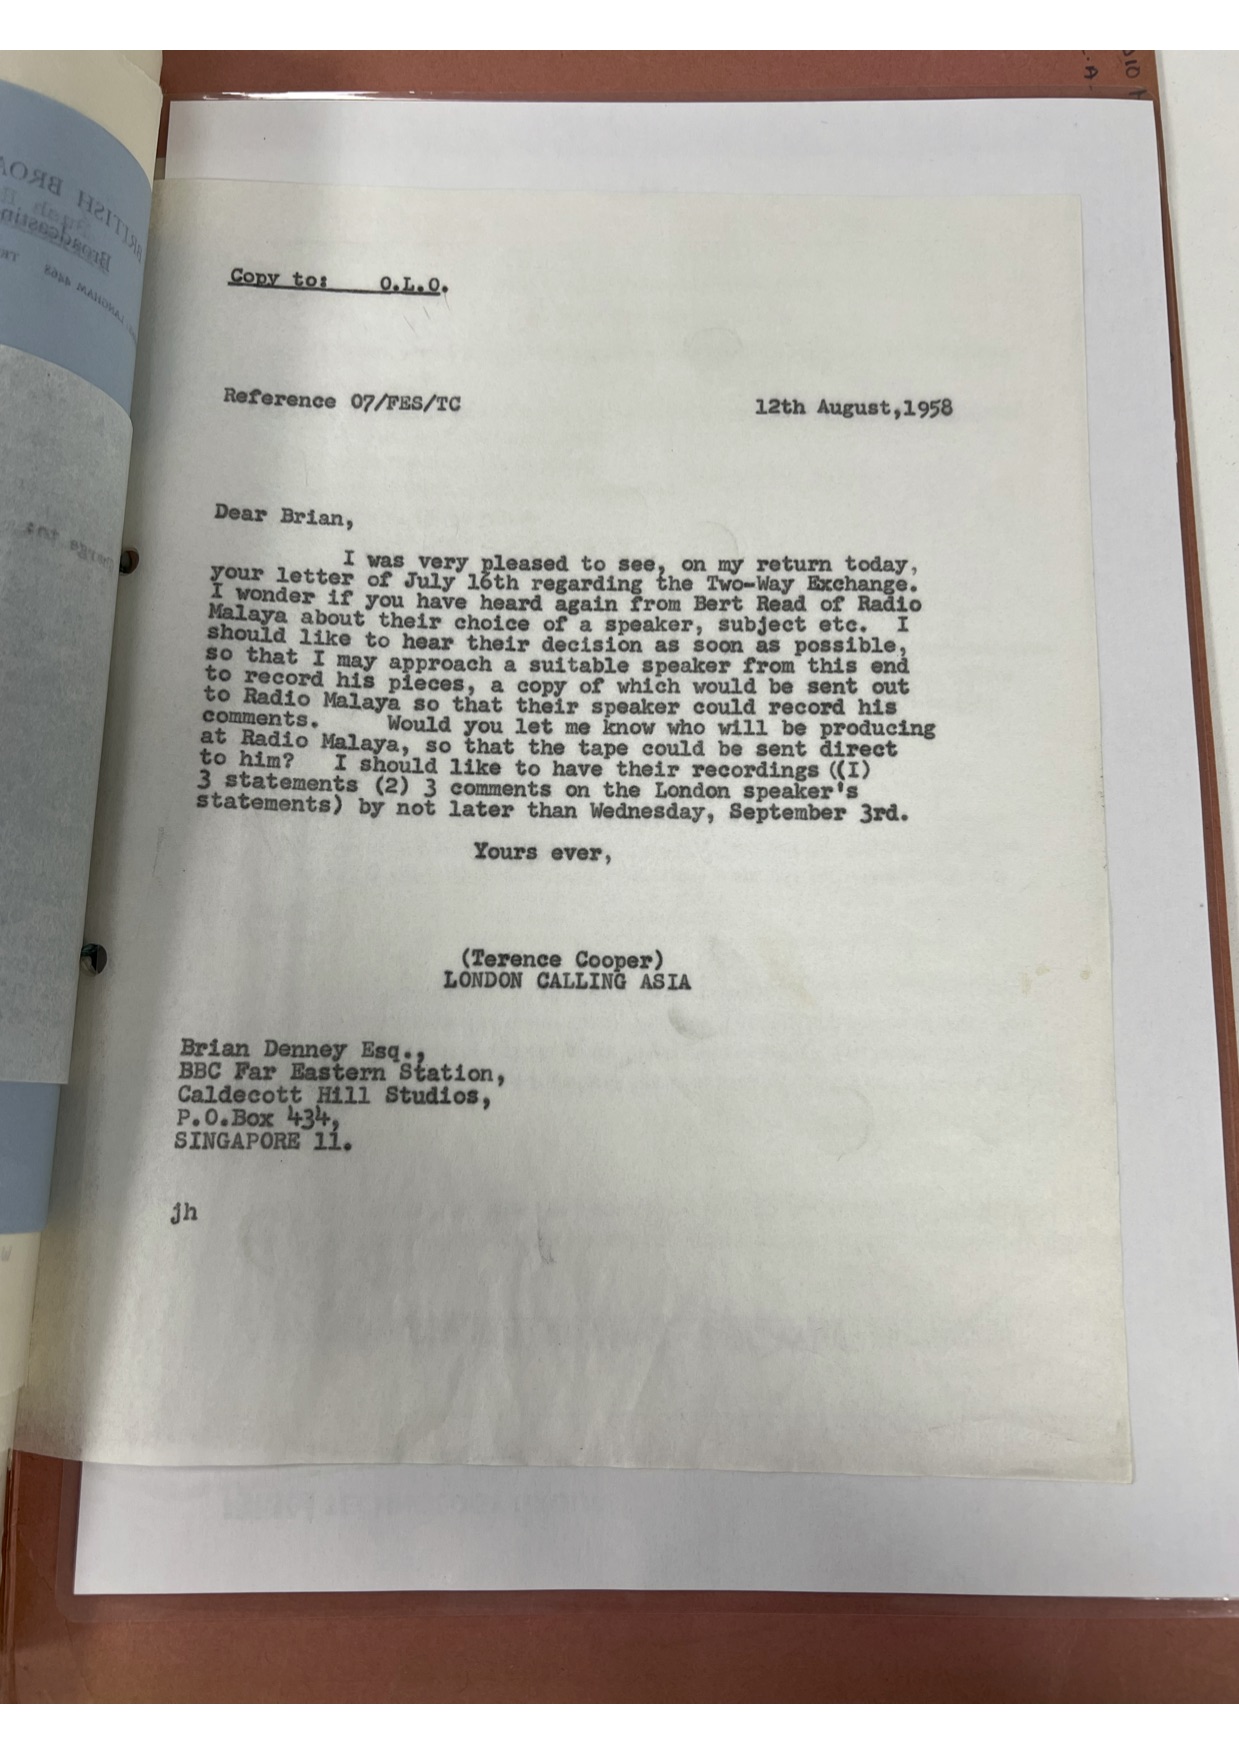 Copy to: O.L.O.
Reference 07/FES/TC 12th August,1958
Dear Brian,
I was very pleased to see, on my return today,
your letter of July 16th regarding the Two-Way Exchange.
I wonder if you have heard again from Bert Read of Radio
Malaya about their choice of a speaker, subject etc. I
should like to hear their decision as soon as possible,
so that I may approach a suitable speaker from this end
to record his pieces, a copy of which would be sent out
to Radio Malaya so that their speaker could record his
comments. Would you let me know who will be producing
at Radio Malaya, so that the tape could be sent direct
to him? I should like to have their recordings ((I)
3 statements (2) 3 comments on the London speaker's
statements) by not later than Wednesday, September 3rd.
Yours ever,
(Terence Cooper)
LONDON CALLING ASIA
Brian Denney Esq.,
BBC Far Eastern Station,
Caldecott Hill Studios,
P.O.Box 434,
SINGAPORE 11.
jh